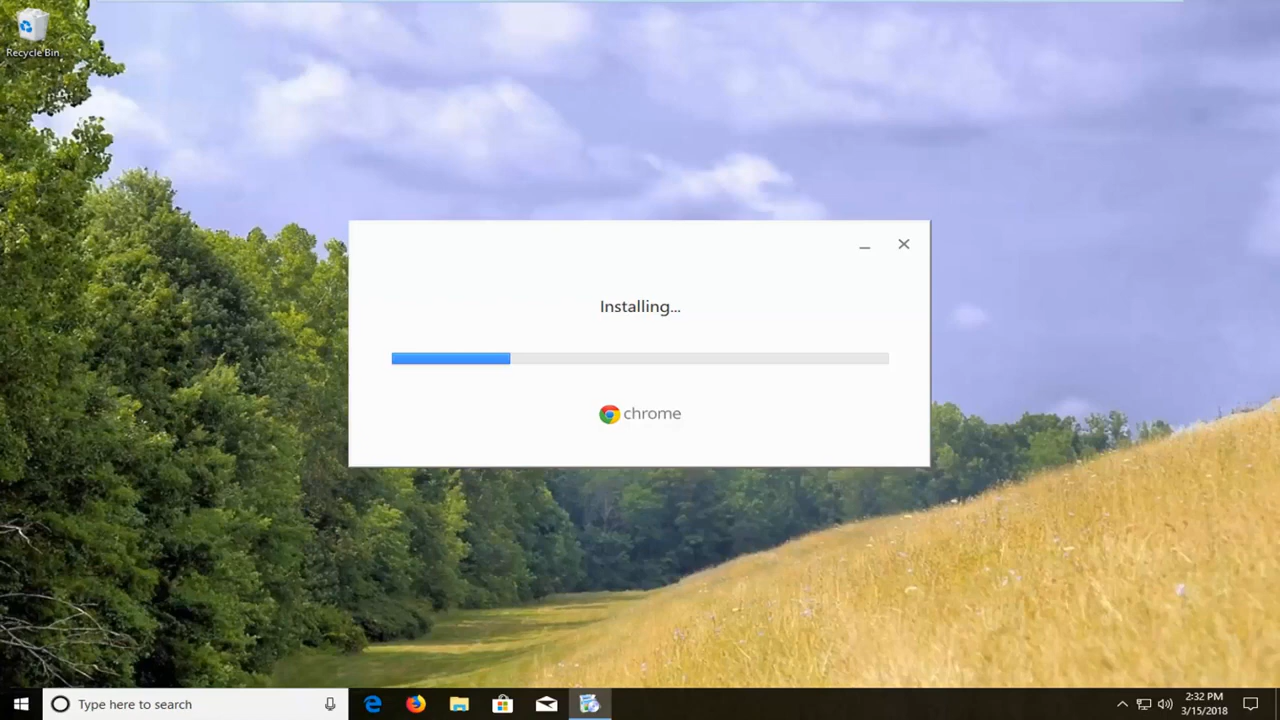 Recycle Bin
Installing...
chrome
Type here to search
2:32 PM
3/15/2018